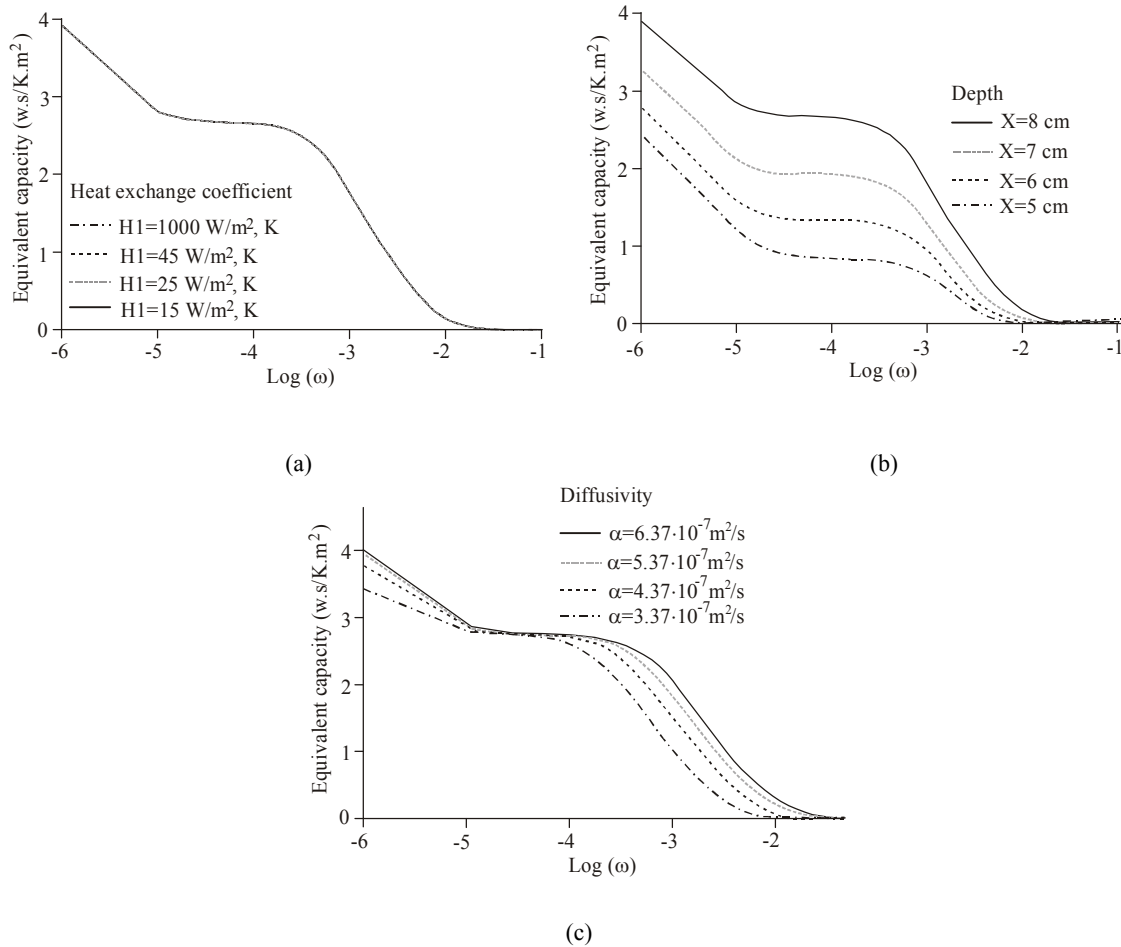 4
3
2
1
0
Equivalent capacity (w.s/K.m²)
Heat exchange coefficient
H1=1000 W/m², K
H1=45 W/m², K
H1=25 W/m², K
H1=15 W/m², K
-6 -5 -4 -3 -2 -1
Log (ω)
(a)
4
3
2
1
0
Equivalent capacity (w.s/K.m²)
Depth
X=8 cm
X=7 cm
X=6 cm
X=5 cm
-6 -5 -4 -3 -2 -1
Log (ω)
(b)
Diffusivity
α=6.37·10⁻⁷m²/s
α=5.37·10⁻⁷m²/s
α=4.37·10⁻⁷m²/s
α=3.37·10⁻⁷m²/s
4
3
2
1
0
Equivalent capacity (w.s/K.m²)
-6 -5 -4 -3 -2
Log (ω)
(c)